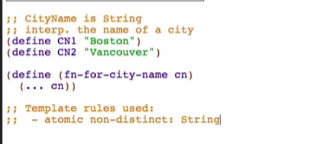 ;; CityName is String
;; interp. the name of a city
(define CN1 "Boston")
(define CN2 "Vancouver")
(define (fn-for-city-name cn)
  (... cn))
;; Template rules used:
;;  - atomic non-distinct: String